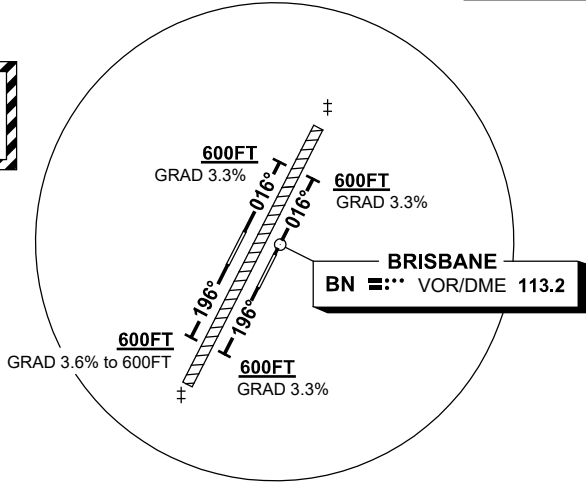 ‡
600FT
GRAD 3.3%
016°
600FT
GRAD 3.3%
016°
BRISBANE
BN VOR/DME 113.2
196°
196°
600FT
GRAD 3.6% to 600FT
600FT
GRAD 3.3%
‡